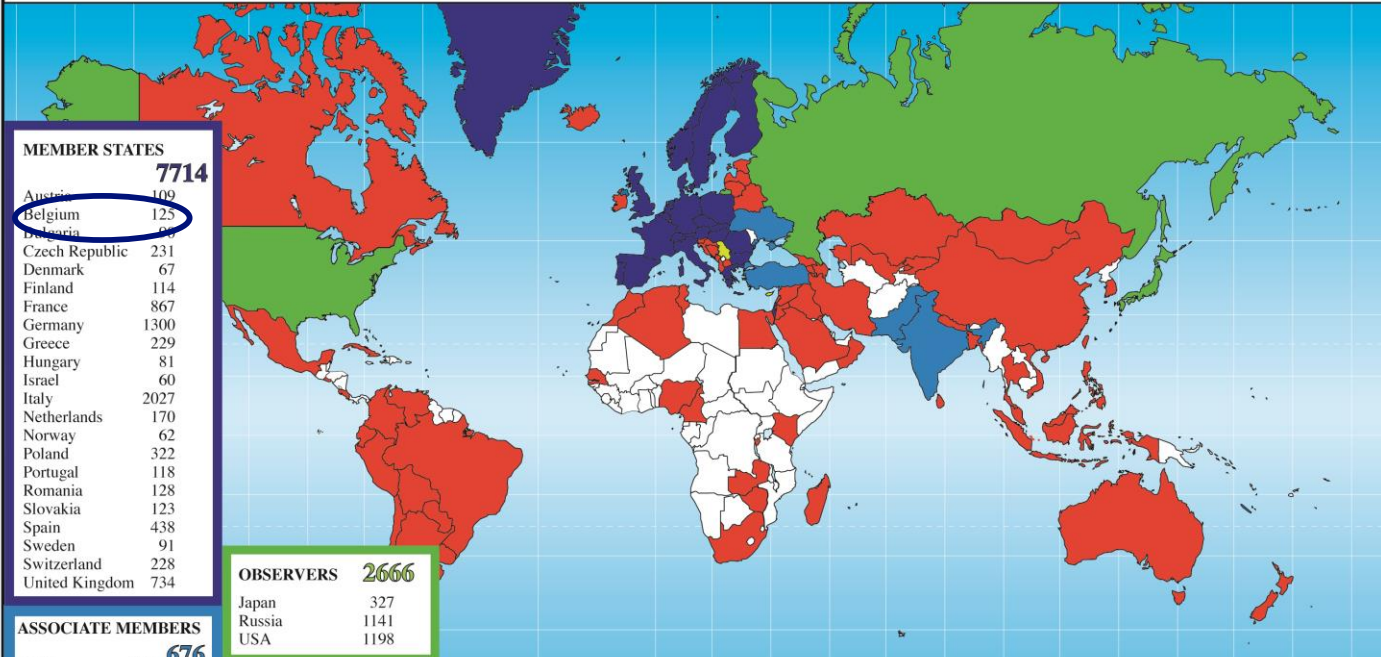 MEMBER STATES
7714
Austria 109
Belgium 125
Bulgaria 90
Czech Republic 231
Denmark 67
Finland 114
France 867
Germany 1300
Greece 229
Hungary 81
Israel 60
Italy 2027
Netherlands 170
Norway 62
Poland 322
Portugal 118
Romania 128
Slovakia 123
Spain 438
Sweden 91
Switzerland 228
United Kingdom 734
OBSERVERS 2666
Japan 327
Russia 1141
USA 1198
ASSOCIATE MEMBERS
676